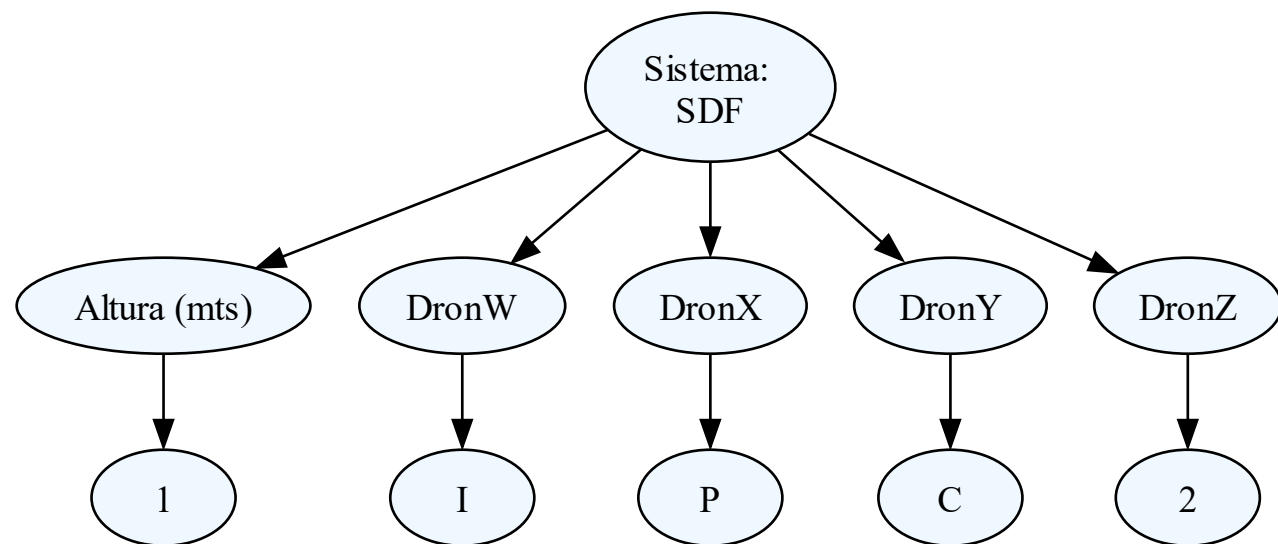 Sistema:
SDF
Altura (mts)
DronW
DronX
DronY
DronZ
1
I
P
C
2